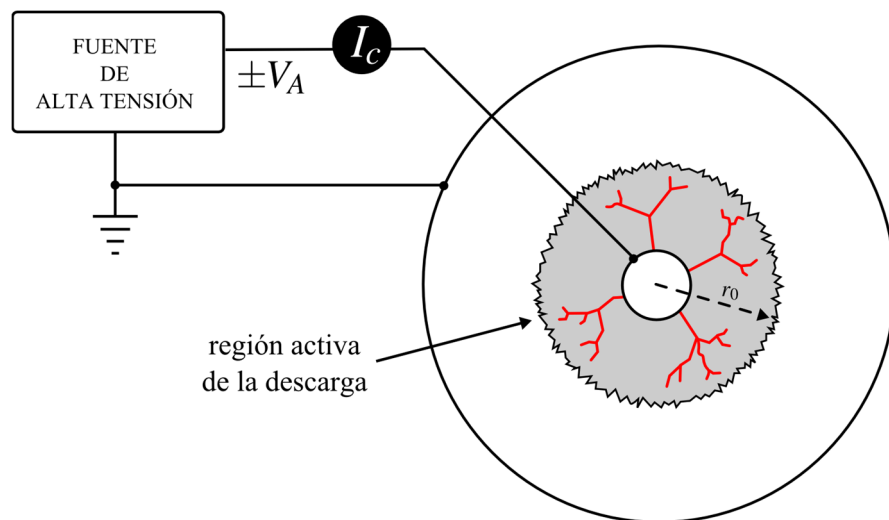 FUENTE
DE
ALTA TENSIÓN
±V_A
I_c
r_0
región activa
de la descarga